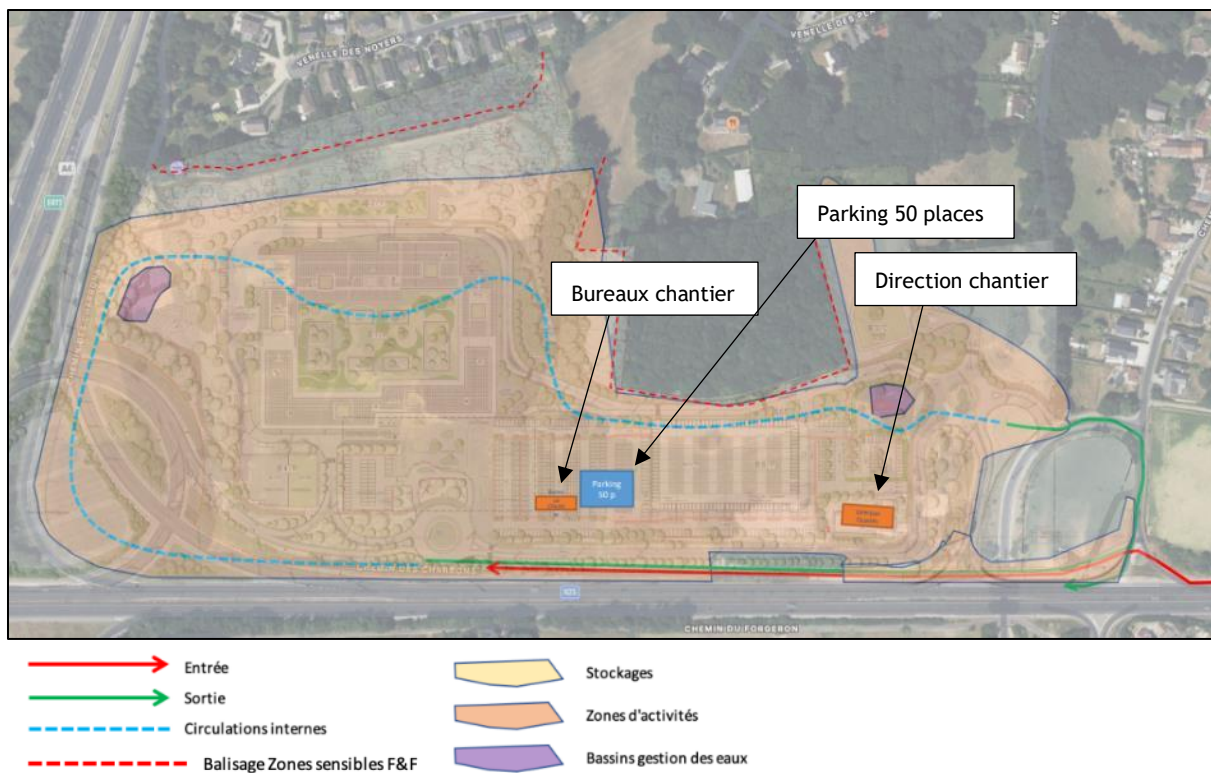 VENELLE DES NOYERS
A6
E411
Parking 50 places
Bureaux chantier
Direction chantier
Parking
50 p.
CHEMIN DU FORGERON
Entrée
Sortie
Circulations internes
Balisage Zones sensibles F&F
Stockages
Zones d'activités
Bassins gestion des eaux